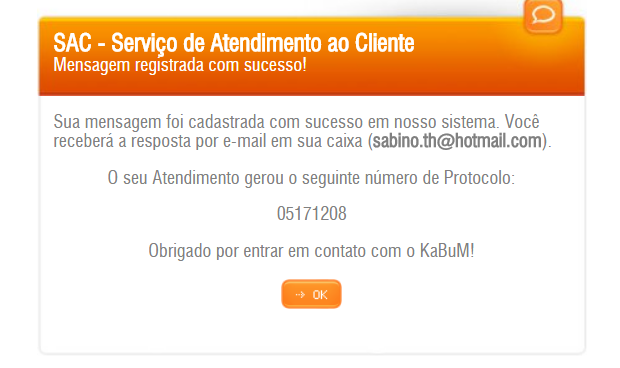 SAC - Serviço de Atendimento ao Cliente
Mensagem registrada com sucesso!
Sua mensagem foi cadastrada com sucesso em nosso sistema. Você
receberá a resposta por e-mail em sua caixa (sabino.th@hotmail.com).
O seu Atendimento gerou o seguinte número de Protocolo:
05171208
Obrigado por entrar em contato com o KaBuM!
OK